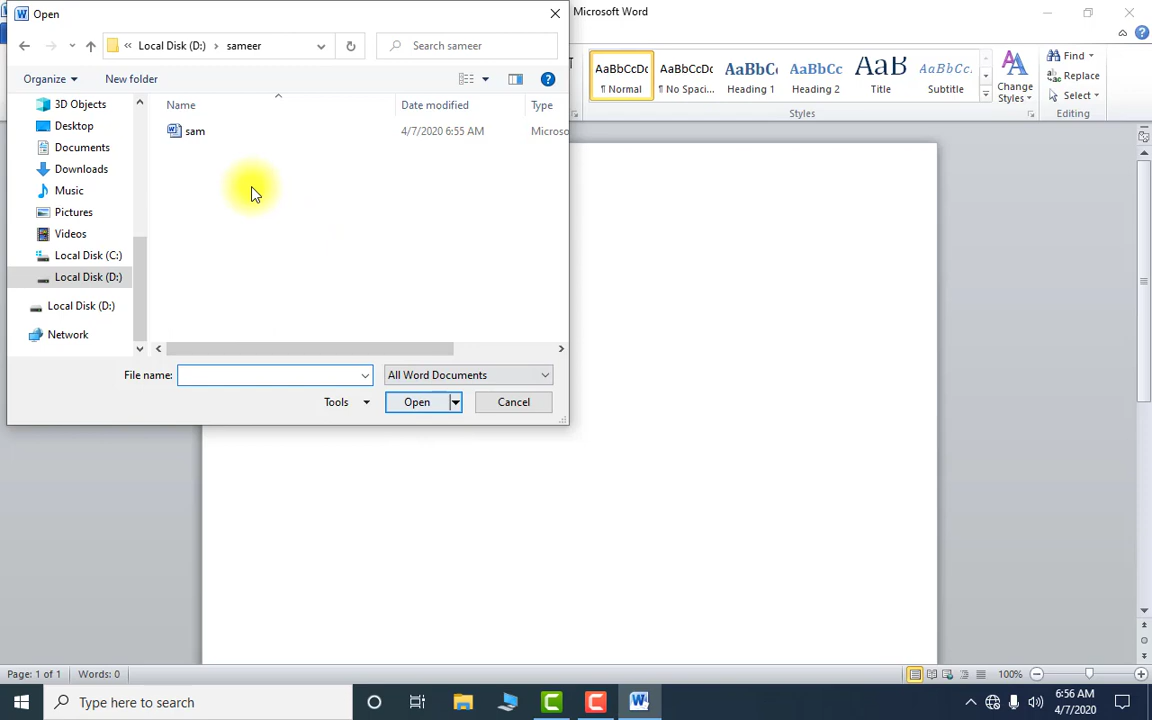 Open
Microsoft Word
Local Disk (D:)
sameer
Search sameer
Organize
New folder
Name
Date modified
Type
sam
4/7/2020 6:55 AM
Microso
3D Objects
Desktop
Documents
Downloads
Music
Pictures
Videos
Local Disk (C:)
Local Disk (D:)
Local Disk (D:)
Network
File name:
All Word Documents
Tools
Open
Cancel
AaBbCcDc
¶ Normal
AaBbCcDc
¶ No Spaci...
AaBbC
Heading 1
AaBbCc
Heading 2
AaB
Title
AaBbCc.
Subtitle
Change
Styles
Styles
Find
Replace
Select
Editing
Page: 1 of 1
Words: 0
100%
Type here to search
6:56 AM
4/7/2020